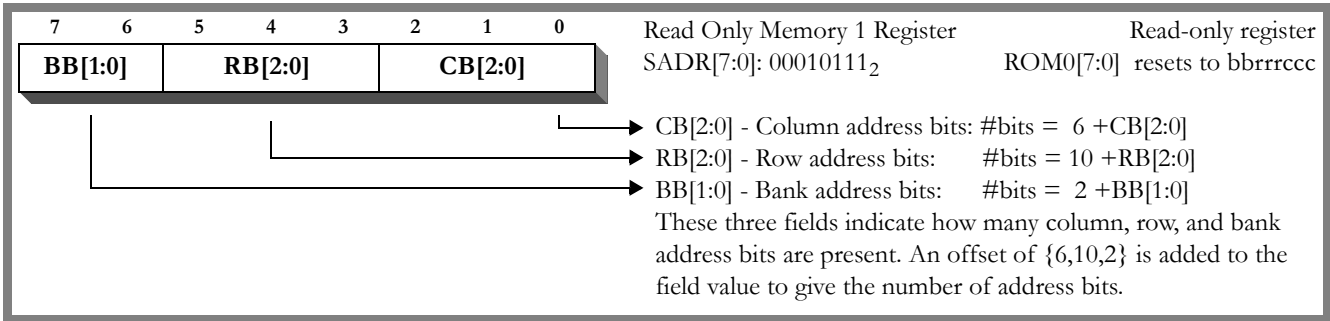 7 6 5 4 3 2 1 0
BB[1:0] RB[2:0] CB[2:0]
Read Only Memory 1 Register Read-only register
SADR[7:0]: 00010111₂ ROM0[7:0] resets to bbrrrccc
CB[2:0] - Column address bits: #bits = 6 +CB[2:0]
RB[2:0] - Row address bits: #bits = 10 +RB[2:0]
BB[1:0] - Bank address bits: #bits = 2 +BB[1:0]
These three fields indicate how many column, row, and bank
address bits are present. An offset of {6,10,2} is added to the
field value to give the number of address bits.